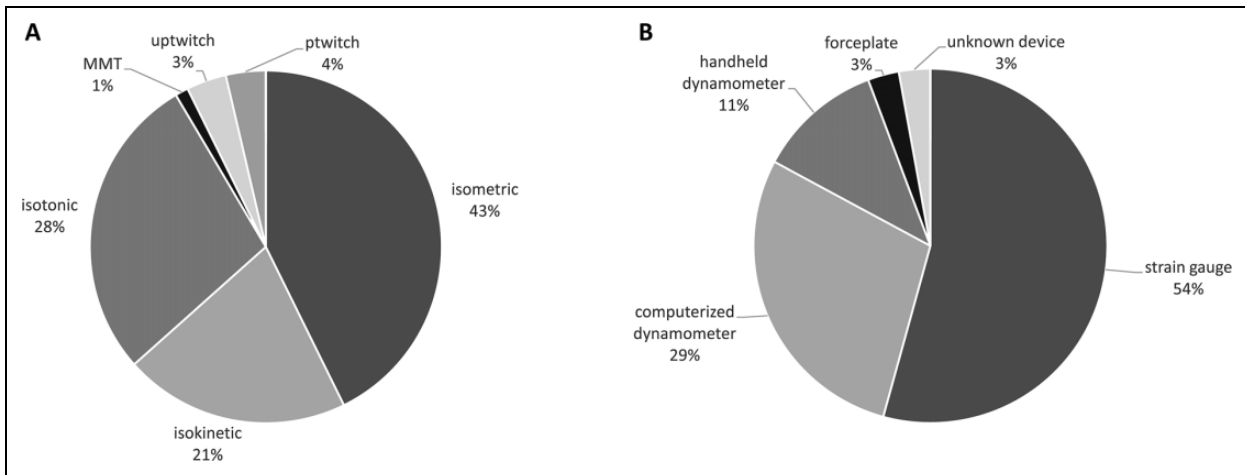 A
uptwitch
3%
ptwitch
4%
MMT
1%
isometric
43%
isotonic
28%
isokinetic
21%
B
forceplate
3%
unknown device
3%
handheld
dynamometer
11%
strain gauge
54%
computerized
dynamometer
29%